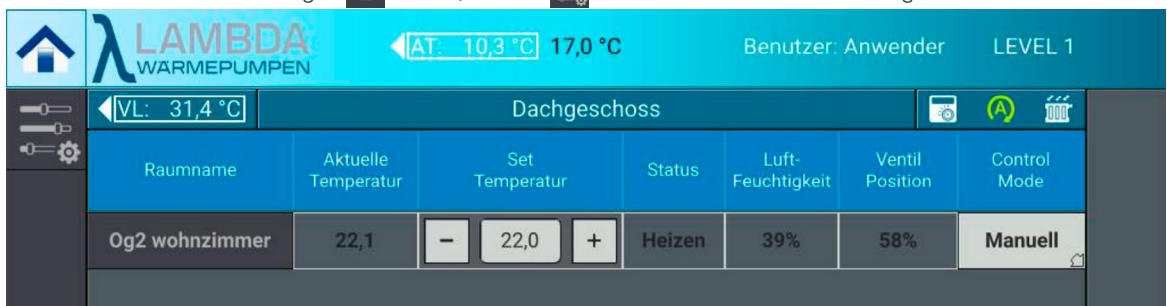 LAMBDA
WÄRMEPUMPEN
AT: 10,3 °C 17,0 °C
Benutzer: Anwender
LEVEL 1
VL: 31,4 °C
Dachgeschoss
A
Raumname
Aktuelle
Temperatur
Set
Temperatur
Status
Luft-
Feuchtigkeit
Ventil
Position
Control
Mode
Og2 wohnzimmer
22,1
− 22,0 +
Heizen
39%
58%
Manuell